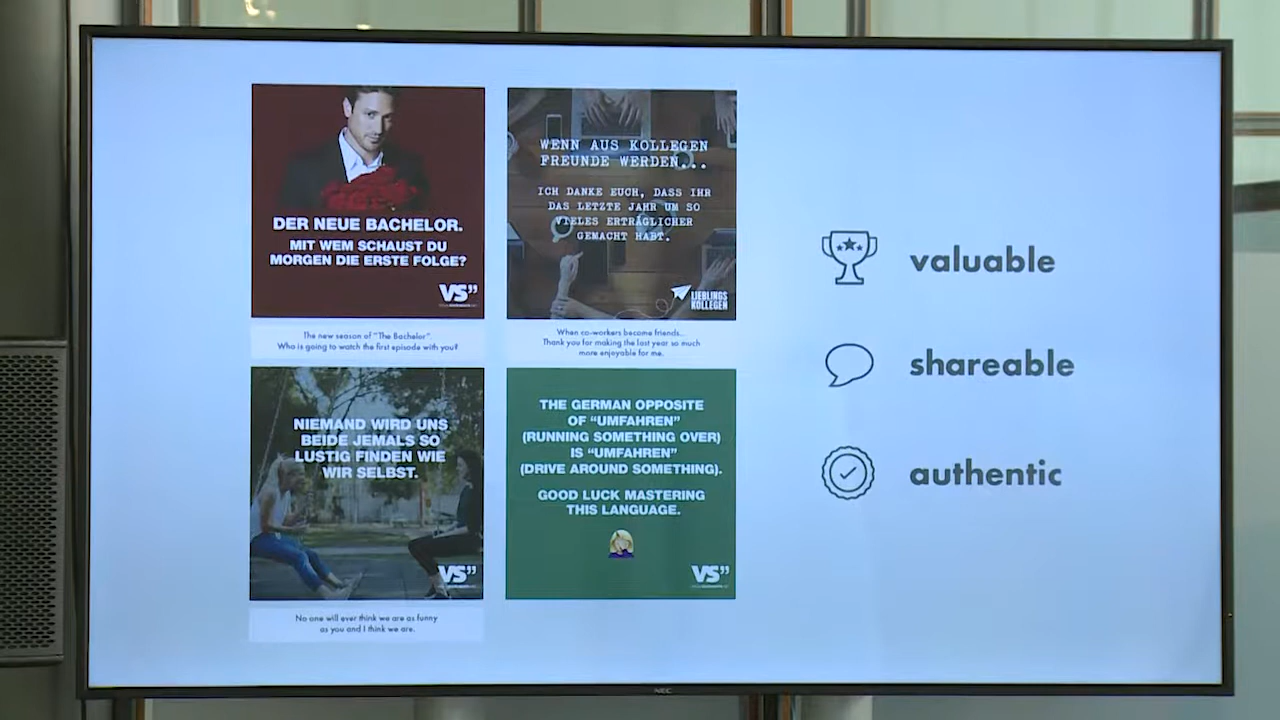 DER NEUE BACHELOR.
MIT WEM SCHAUST DU
MORGEN DIE ERSTE FOLGE?
VS”
The new season of "The Bachelor".
Who is going to watch the first episode with you?
WENN AUS KOLLEGEN
FREUNDE WERDEN...
ICH DANKE EUCH, DASS IHR
DAS LETZTE JAHR UM SO
VIELES ERTRÄGLICHER
GEMACHT HABT.
LIEBLINGS
KOLLEGEN
When co-workers become friends...
Thank you for making the last year so much
more enjoyable for me.
NIEMAND WIRD UNS
BEIDE JEMALS SO
LUSTIG FINDEN WIE
WIR SELBST.
VS”
No one will ever think we are as funny
as you and I think we are.
THE GERMAN OPPOSITE
OF “UMFAHREN”
(RUNNING SOMETHING OVER)
IS “UMFAHREN”
(DRIVE AROUND SOMETHING).
GOOD LUCK MASTERING
THIS LANGUAGE.
VS”
valuable
shareable
authentic
NEC